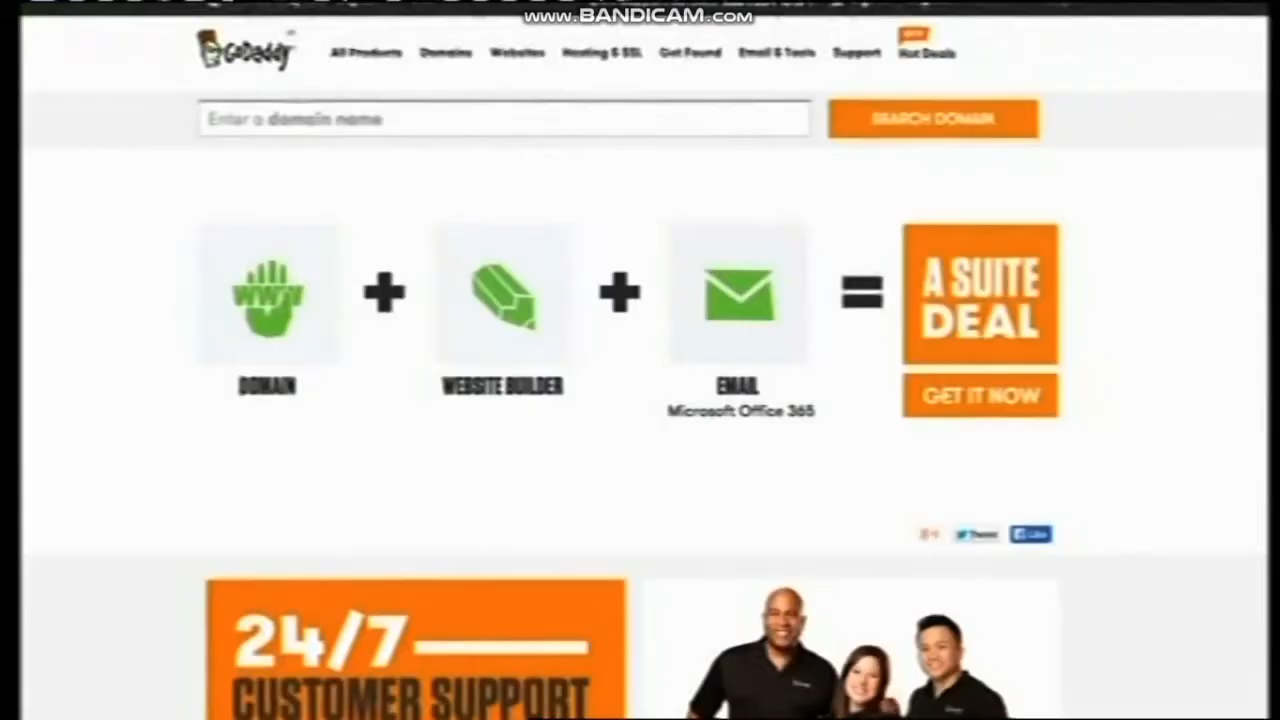 WWW.BANDICAM.COM
GoDaddy
All Products Domains Websites Hosting & SSL Get Found Email & Tools Support Hot Deals
Enter a domain name
SEARCH DOMAIN
WWW
A SUITE
DEAL
DOMAIN
WEBSITE BUILDER
EMAIL
Microsoft Office 365
GET IT NOW
Tweet
Like
24/7
CUSTOMER SUPPORT